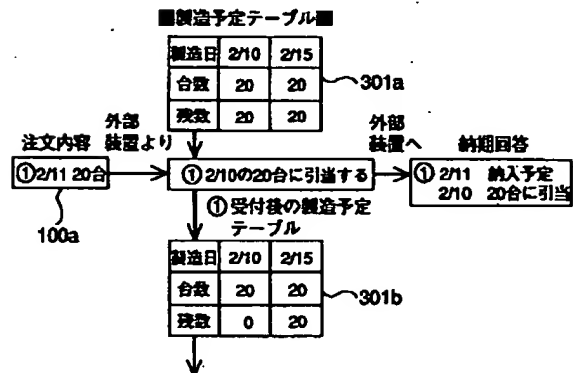 ■製造予定テーブル■
製造日 2/10 2/15
台数 20 20
残数 20 20
301a
注文内容
外部
装置より
外部
装置へ
納期回答
①2/11 20台
①2/10の20台に引当する
①2/11 納入予定
2/10 20台に引当
100a
①受付後の製造予定
テーブル
製造日 2/10 2/15
台数 20 20
残数 0 20
301b